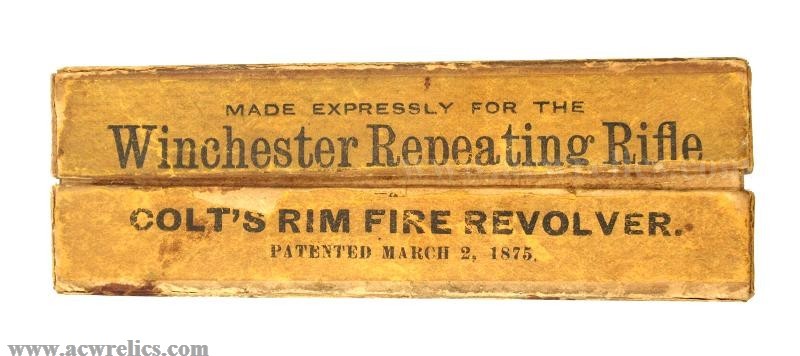 MADE EXPRESSLY FOR THE
Winchester Repeating Rifle
COLT'S RIM FIRE REVOLVER.
PATENTED MARCH 2, 1875.
www.acwrelics.com